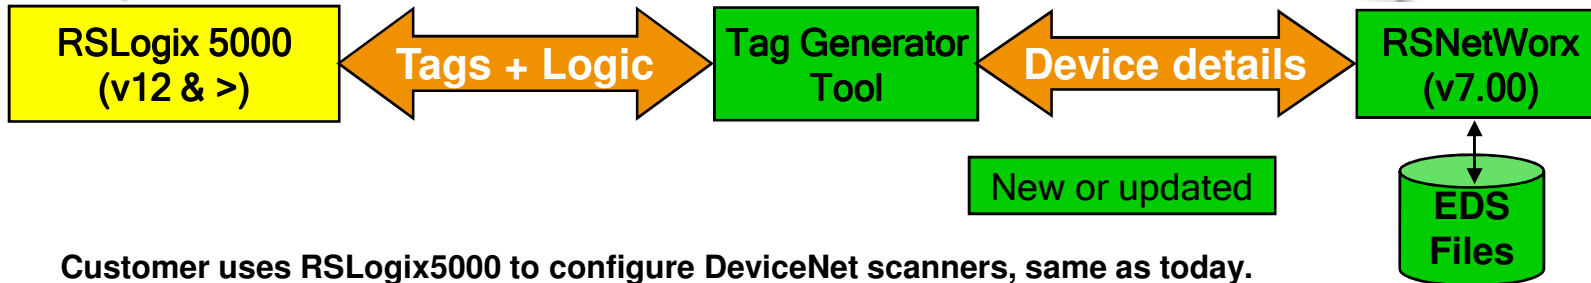 RSLogix 5000
(v12 & >)
Tags + Logic
Tag Generator
Tool
Device details
RSNetWorx
(v7.00)
New or updated
EDS
Files
Customer uses RSLogix5000 to configure DeviceNet scanners, same as today.